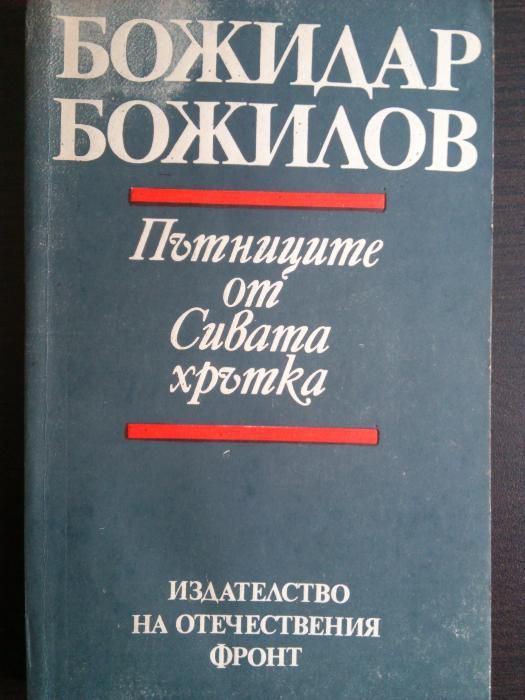 БОЖИДАР
БОЖИЛОВ
Пътниците
от
Сивата
хрътка
ИЗДАТЕЛСТВО
НА ОТЕЧЕСТВЕНИЯ
ФРОНТ